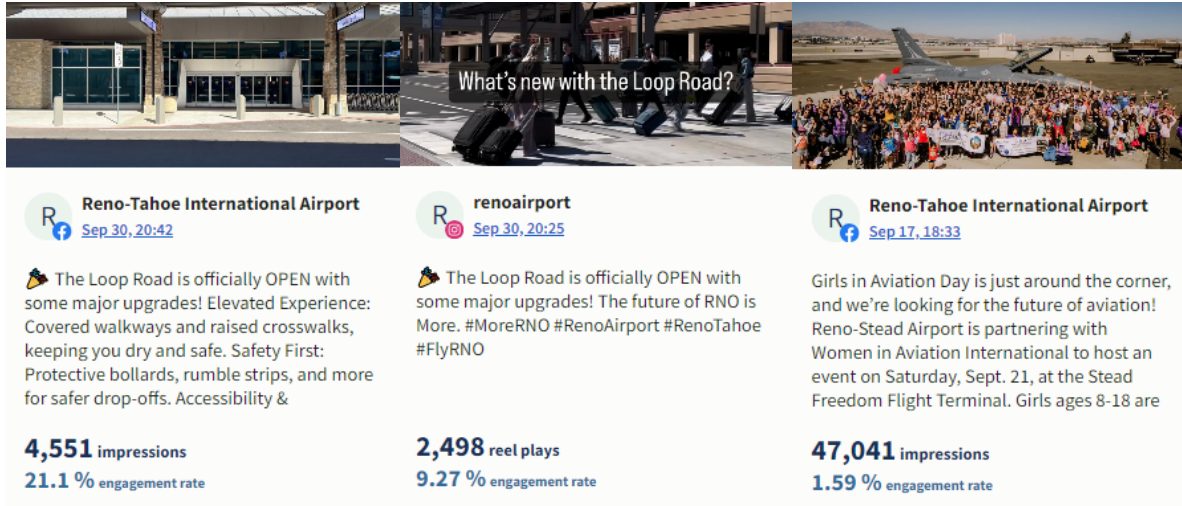 What's new with the Loop Road?
R
Reno-Tahoe International Airport
Sep 30, 20:42
🎉 The Loop Road is officially OPEN with
some major upgrades! Elevated Experience:
Covered walkways and raised crosswalks,
keeping you dry and safe. Safety First:
Protective bollards, rumble strips, and more
for safer drop-offs. Accessibility &
4,551 impressions
21.1 % engagement rate
R
renoairport
Sep 30, 20:25
🎉 The Loop Road is officially OPEN with
some major upgrades! The future of RNO is
More. #MoreRNO #RenoAirport #RenoTahoe
#FlyRNO
2,498 reel plays
9.27 % engagement rate
R
Reno-Tahoe International Airport
Sep 17, 18:33
Girls in Aviation Day is just around the corner,
and we're looking for the future of aviation!
Reno-Stead Airport is partnering with
Women in Aviation International to host an
event on Saturday, Sept. 21, at the Stead
Freedom Flight Terminal. Girls ages 8-18 are
47,041 impressions
1.59 % engagement rate